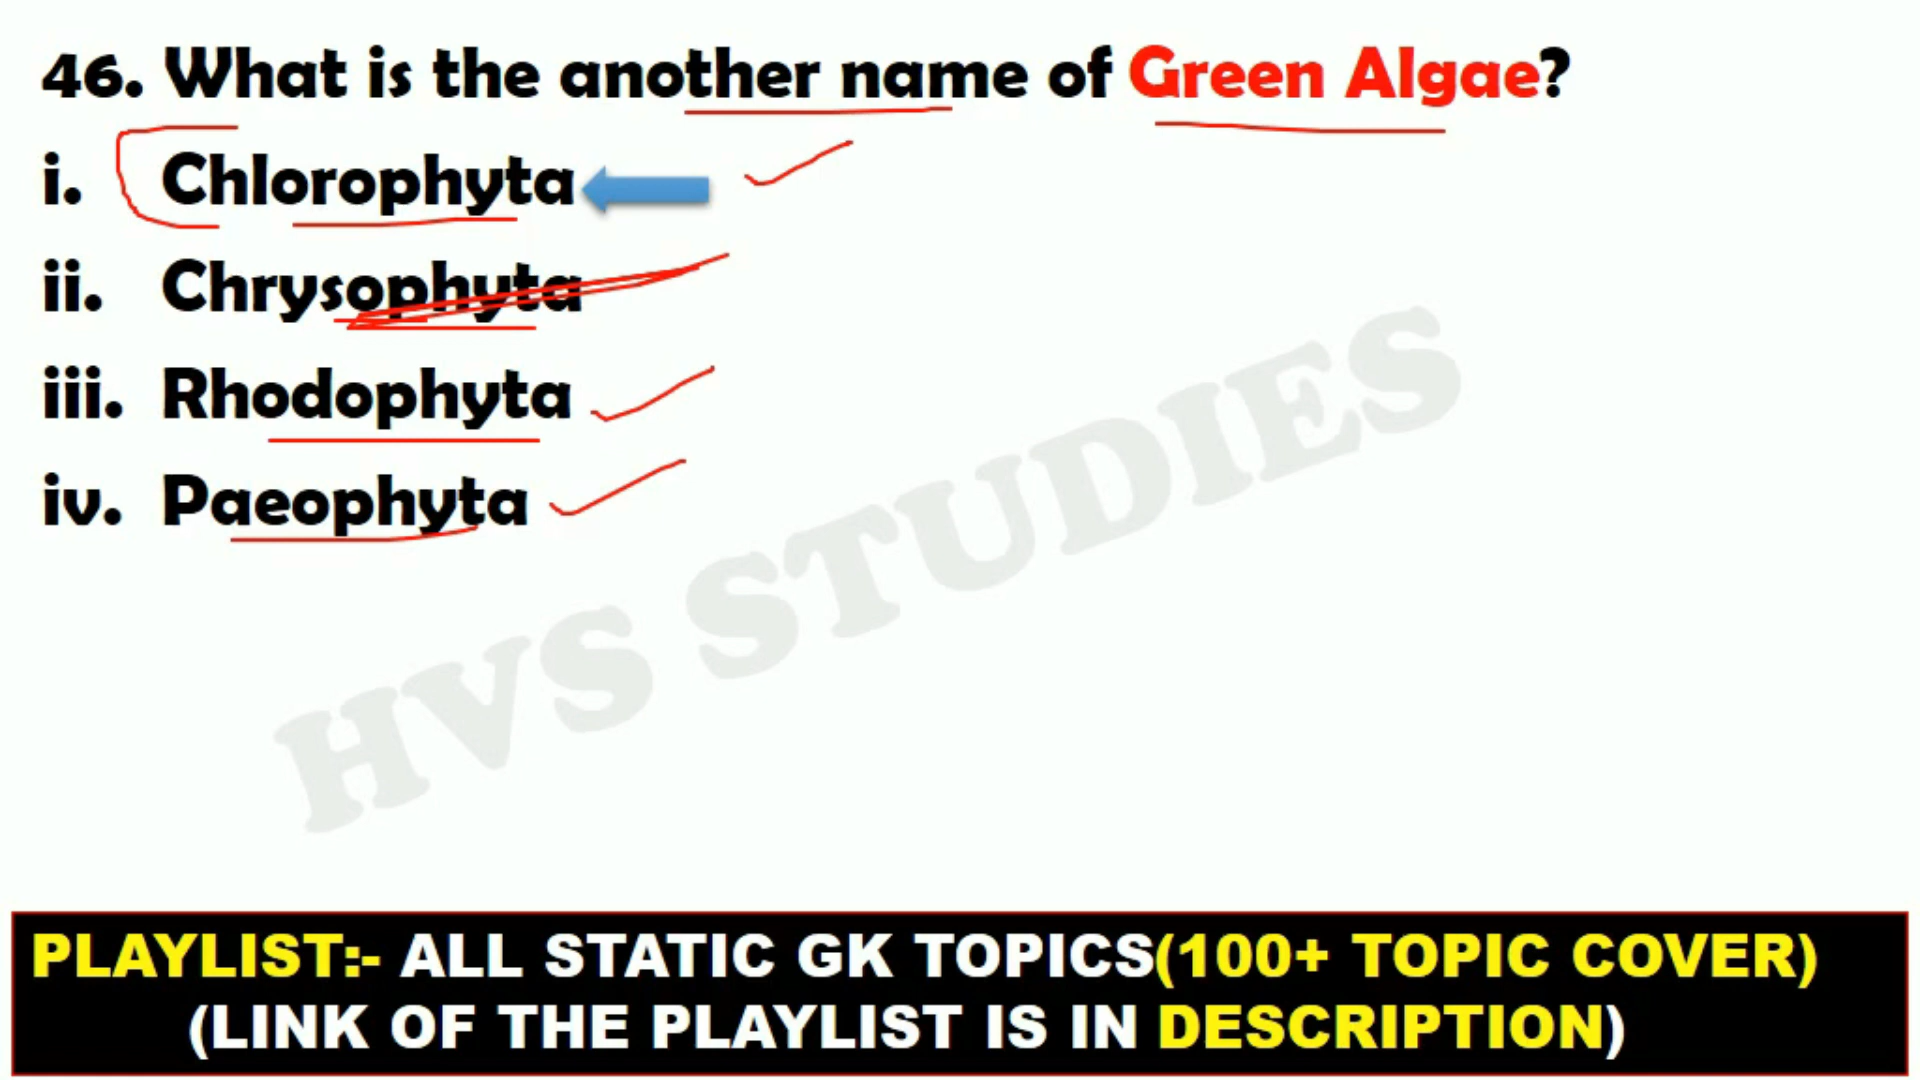 46. What is the another name of Green Algae?
i. Chlorophyta
ii. Chrysophyta
iii. Rhodophyta
iv. Paeophyta
HVS STUDIES
PLAYLIST:- ALL STATIC GK TOPICS(100+ TOPIC COVER)
(LINK OF THE PLAYLIST IS IN DESCRIPTION)